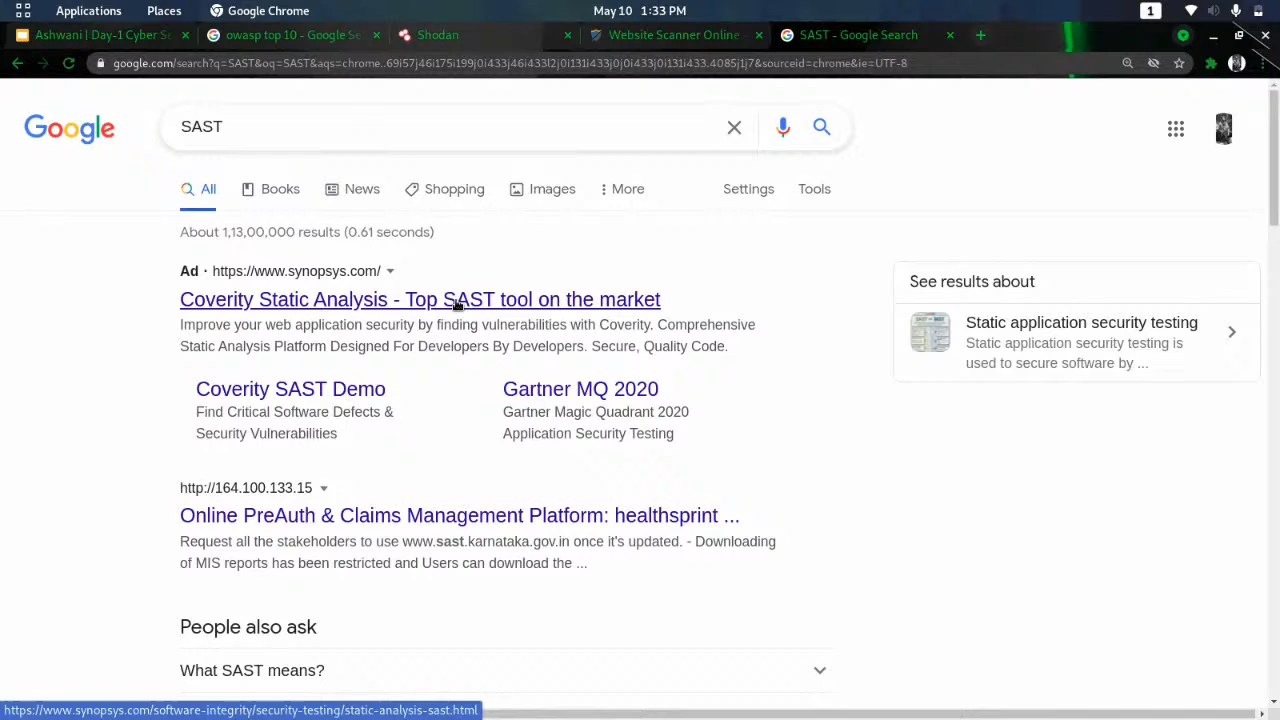 Applications Places Google Chrome May 10 1:33 PM 1
Ashwani | Day-1 Cyber S owasp top 10 - Google Se Shodan Website Scanner Online SAST - Google Search
google.com/search?q=SAST&oq=SAST&aqs=chrome..69i57j46i175i199j0i433j46i433l2j0i131i433j0j0i433j0i131i433.4085j1j7&sourceid=chrome&ie=UTF-8
Google SAST
All Books News Shopping Images More Settings Tools
About 1,13,00,000 results (0.61 seconds)
Ad · https://www.synopsys.com/
Coverity Static Analysis - Top SAST tool on the market
Improve your web application security by finding vulnerabilities with Coverity. Comprehensive
Static Analysis Platform Designed For Developers By Developers. Secure, Quality Code.
Coverity SAST Demo
Find Critical Software Defects &
Security Vulnerabilities
Gartner MQ 2020
Gartner Magic Quadrant 2020
Application Security Testing
http://164.100.133.15
Online PreAuth & Claims Management Platform: healthsprint ...
Request all the stakeholders to use www.sast.karnataka.gov.in once it's updated. - Downloading
of MIS reports has been restricted and Users can download the ...
People also ask
What SAST means?
See results about
Static application security testing
Static application security testing is
used to secure software by ...
https://www.synopsys.com/software-integrity/security-testing/static-analysis-sast.html